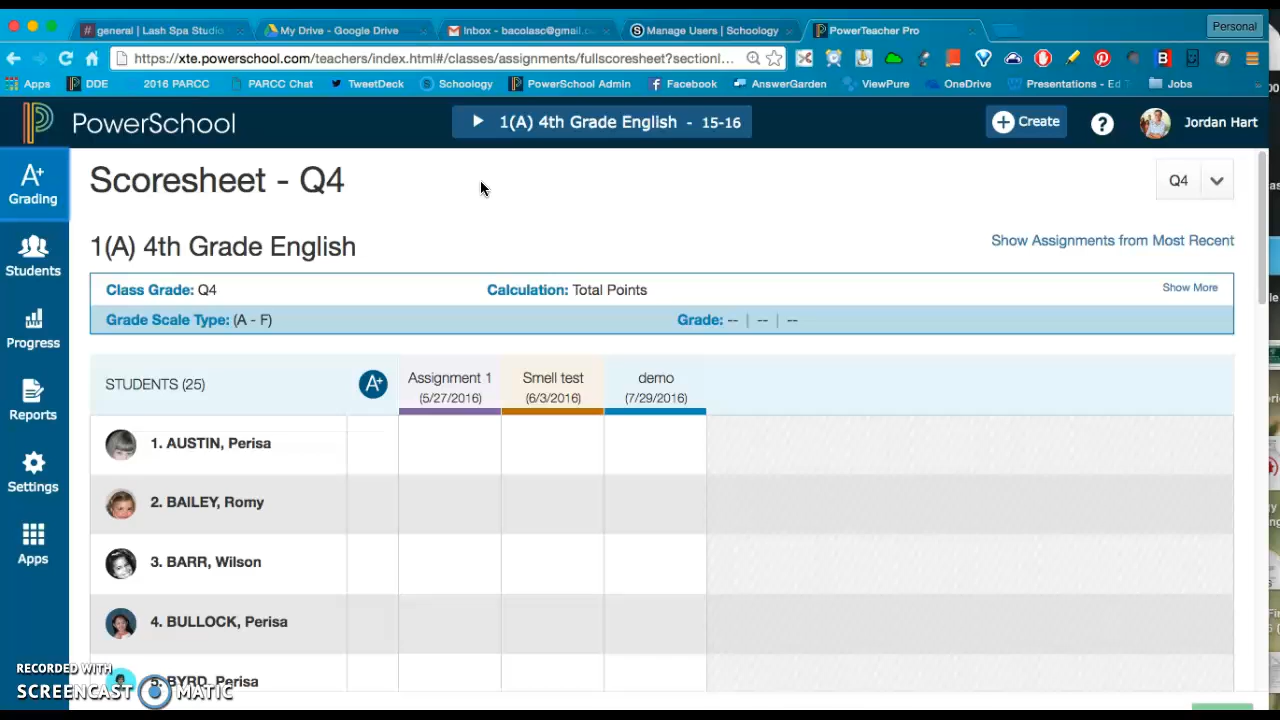 general | Lash Spa Studio
My Drive - Google Drive
Inbox - bacolasc@gmail.c
Manage Users | Schoology
PowerTeacher Pro
Personal
https://xte.powerschool.com/teachers/index.html#/classes/assignments/fullscoresheet?sectionI...
Apps
DDE
2016 PARCC
PARCC Chat
TweetDeck
Schoology
PowerSchool Admin
Facebook
AnswerGarden
ViewPure
OneDrive
Presentations - Ed T
Jobs
PowerSchool
1(A) 4th Grade English - 15-16
Create
?
Jordan Hart
A+
Grading
Students
Progress
Reports
Settings
Apps
Scoresheet - Q4
Q4
1(A) 4th Grade English
Show Assignments from Most Recent
Class Grade: Q4
Calculation: Total Points
Show More
Grade Scale Type: (A - F)
Grade: -- | -- | --
STUDENTS (25)
A+
Assignment 1
(5/27/2016)
Smell test
(6/3/2016)
demo
(7/29/2016)
1. AUSTIN, Perisa
2. BAILEY, Romy
3. BARR, Wilson
4. BULLOCK, Perisa
5. BYRD, Perisa
RECORDED WITH
SCREENCAST MATIC